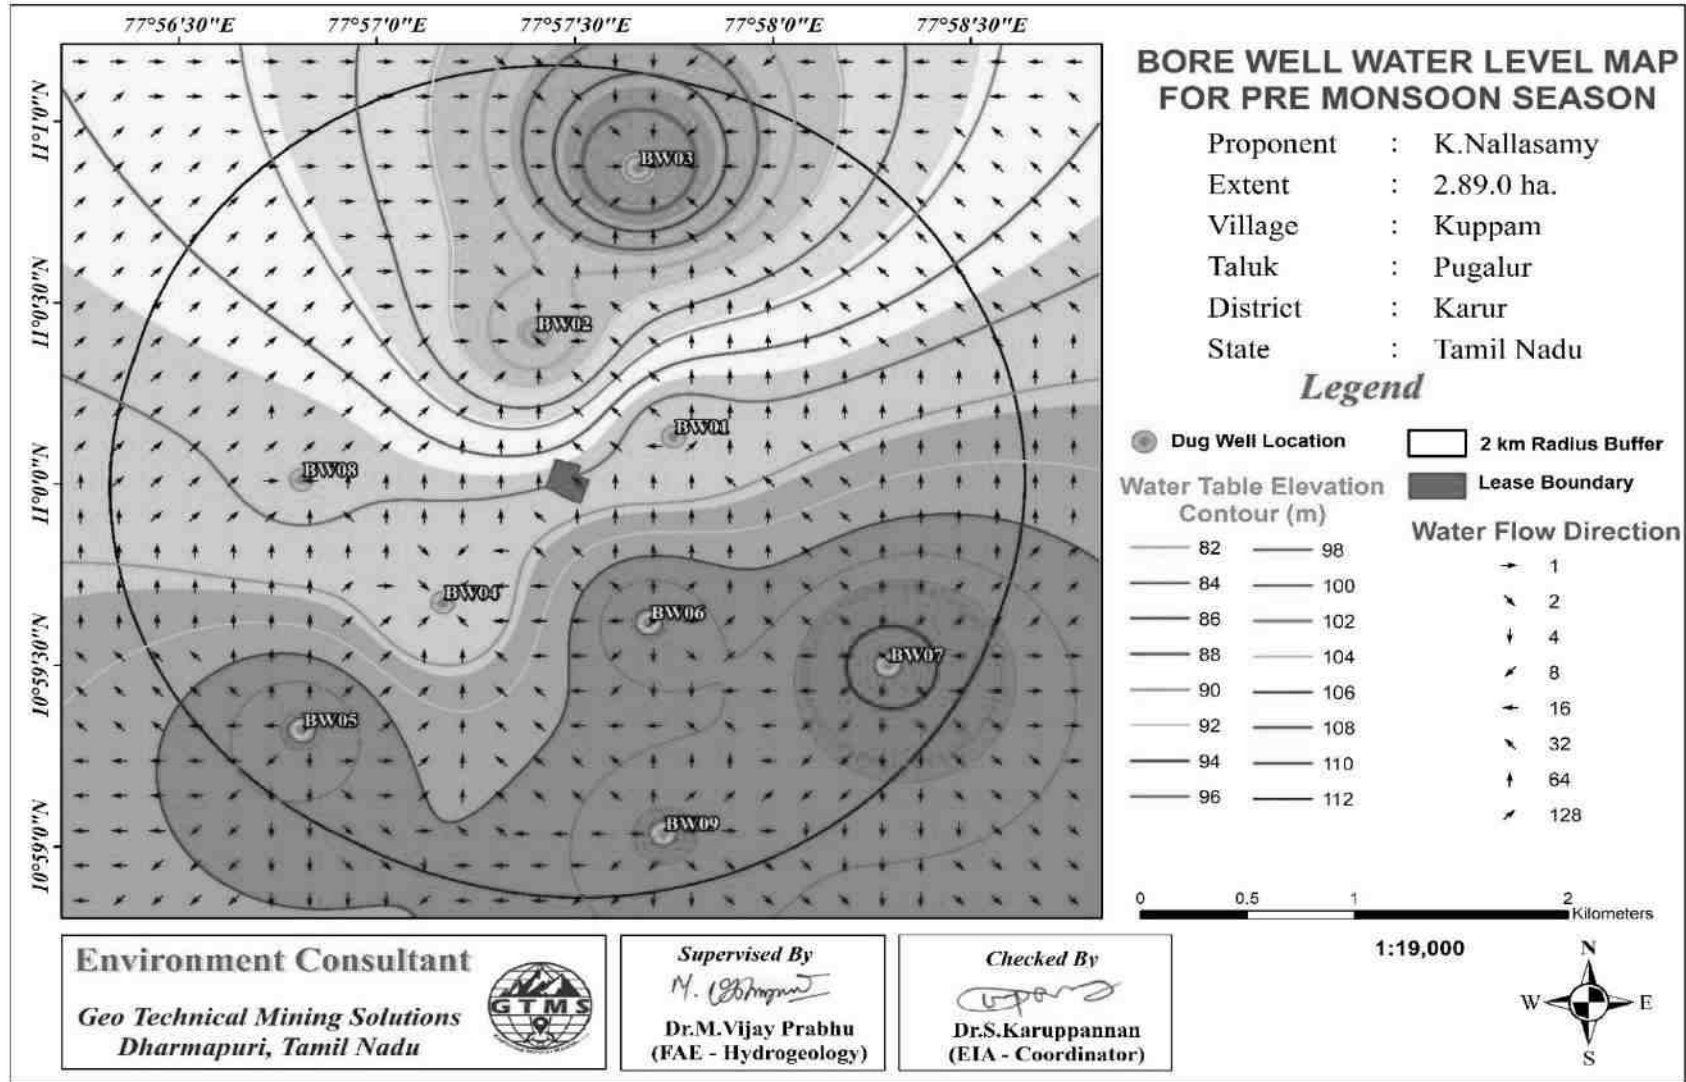 77°56'30"E 77°57'0"E 77°57'30"E 77°58'0"E 77°58'30"E
11°1'0"N
11°0'30"N
11°0'0"N
10°59'30"N
10°59'0"N
BW03
BW02
BW01
BW08
BW04
BW06
BW07
BW05
BW09
BORE WELL WATER LEVEL MAP
FOR PRE MONSOON SEASON
Proponent : K.Nallasamy
Extent : 2.89.0 ha.
Village : Kuppam
Taluk : Pugalur
District : Karur
State : Tamil Nadu
Legend
Dug Well Location
2 km Radius Buffer
Lease Boundary
Water Table Elevation
Contour (m)
82 98
84 100
86 102
88 104
90 106
92 108
94 110
96 112
Water Flow Direction
1
2
4
8
16
32
64
128
0 0.5 1 2
Kilometers
1:19,000
N
W E
S
Environment Consultant
Geo Technical Mining Solutions
Dharmapuri, Tamil Nadu
GTMS
Supervised By
Dr.M.Vijay Prabhu
(FAE - Hydrogeology)
Checked By
Dr.S.Karuppannan
(EIA - Coordinator)